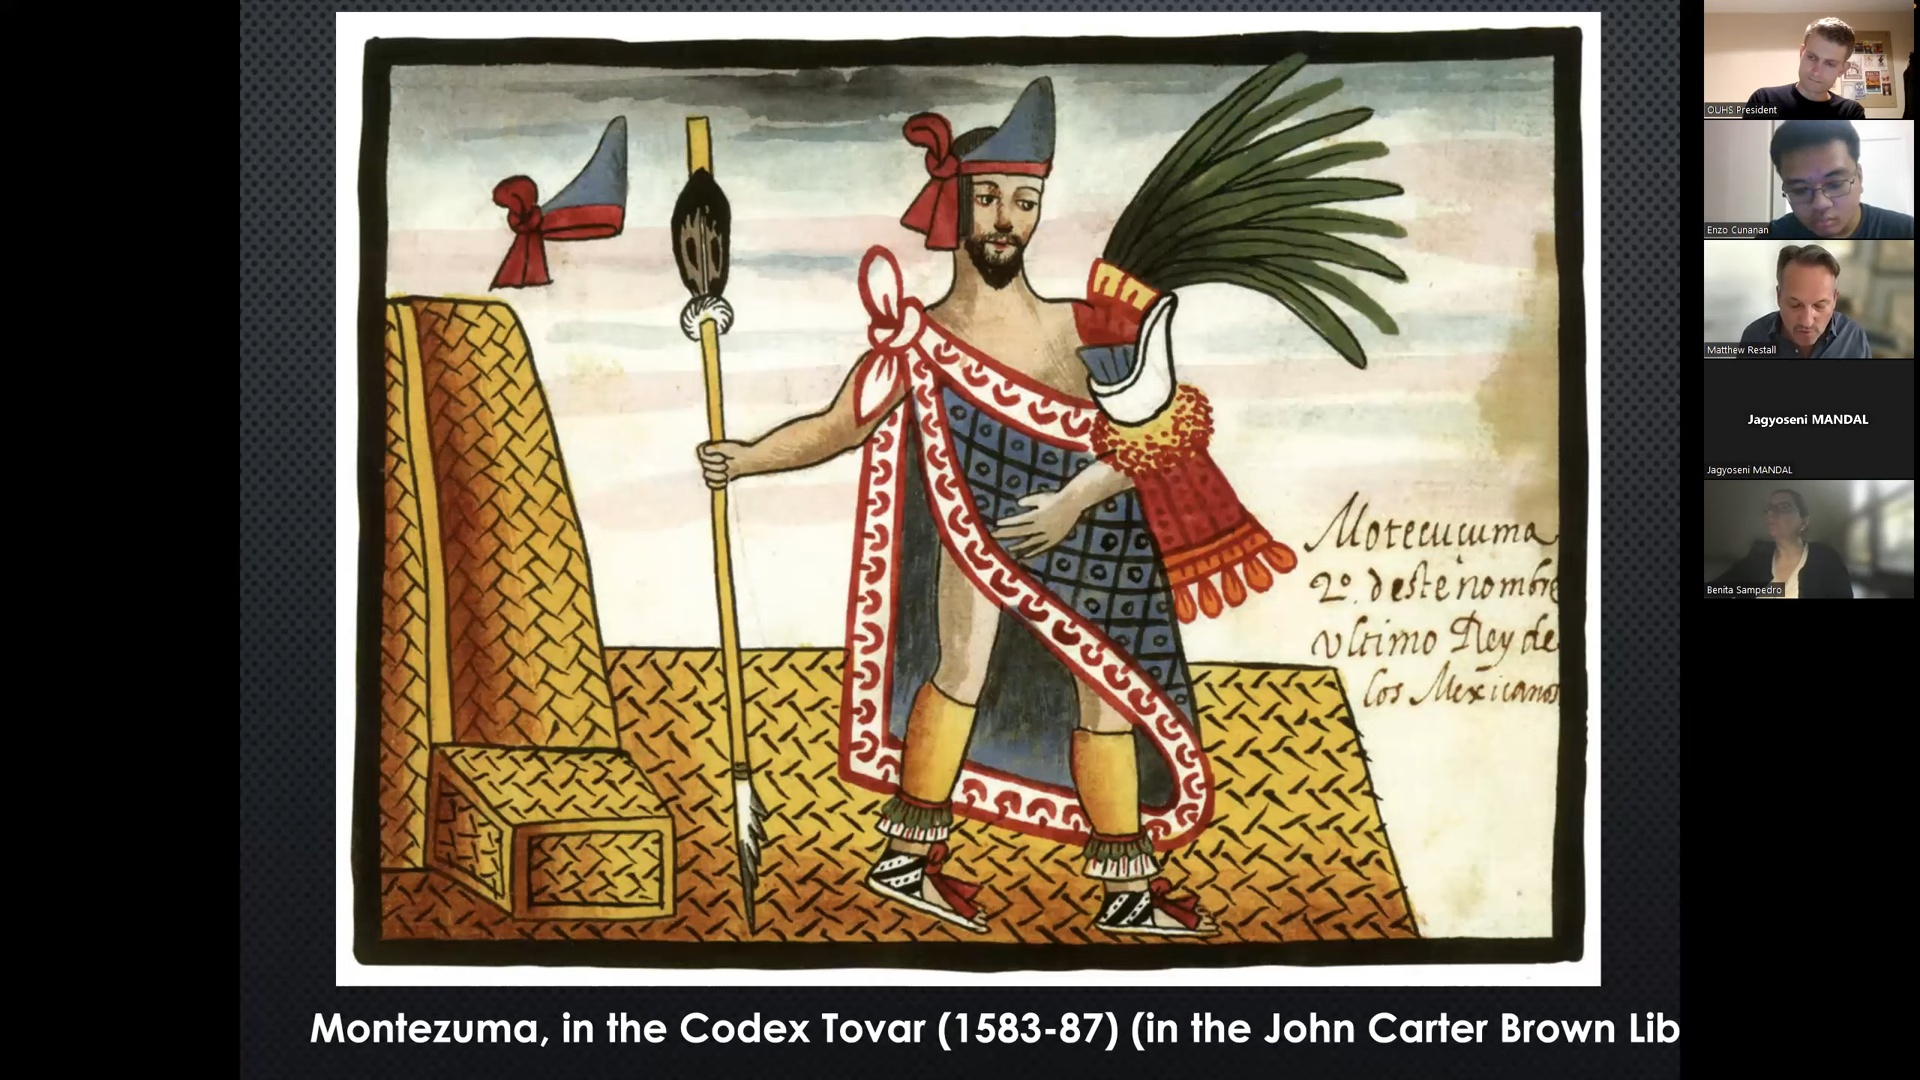 Motecuçuma
2º. deste nombre
vltimo Rey de
los Mexicanos
Montezuma, in the Codex Tovar (1583-87) (in the John Carter Brown Lib
OUHS President
Enzo Cunanan
Matthew Restall
Jagyoseni MANDAL
Jagyoseni MANDAL
Benita Sampedro